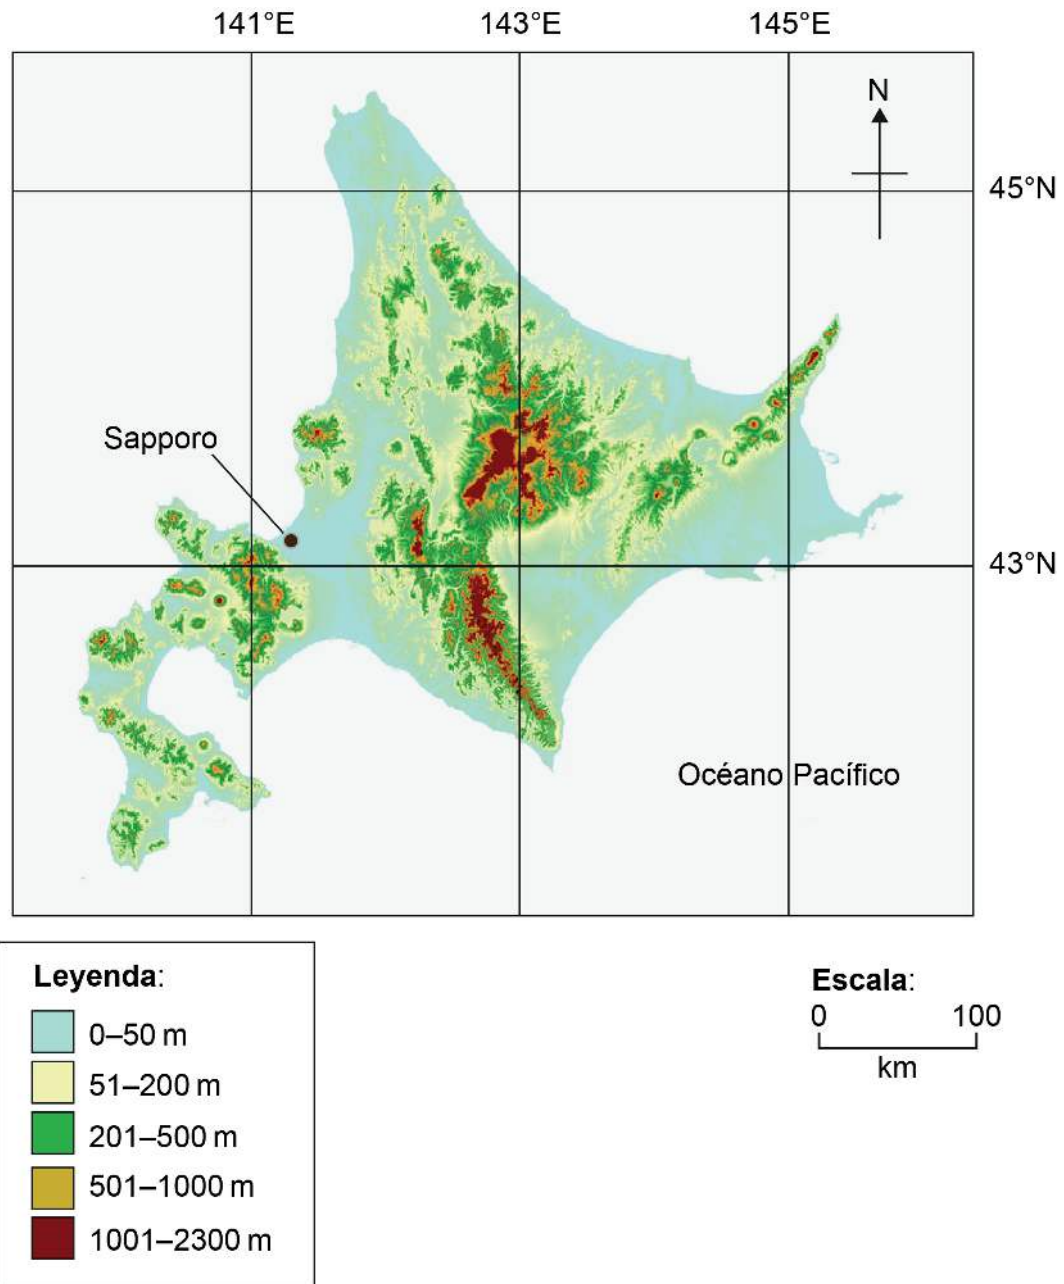 141°E 143°E 145°E
N
45°N
Sapporo
43°N
Océano Pacífico
Leyenda:
0–50 m
51–200 m
201–500 m
501–1000 m
1001–2300 m
Escala:
0 100
km